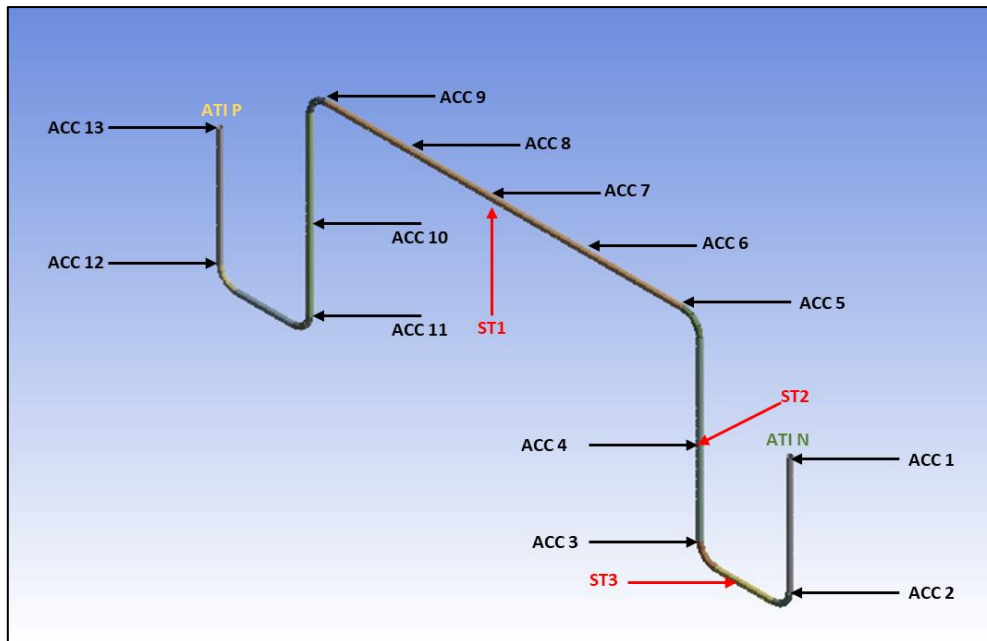 ACC 9
ATI P
ACC 13
ACC 8
ACC 7
ACC 10
ACC 6
ACC 12
ACC 5
ST1
ACC 11
ST2
ATI N
ACC 4
ACC 1
ACC 3
ST3
ACC 2